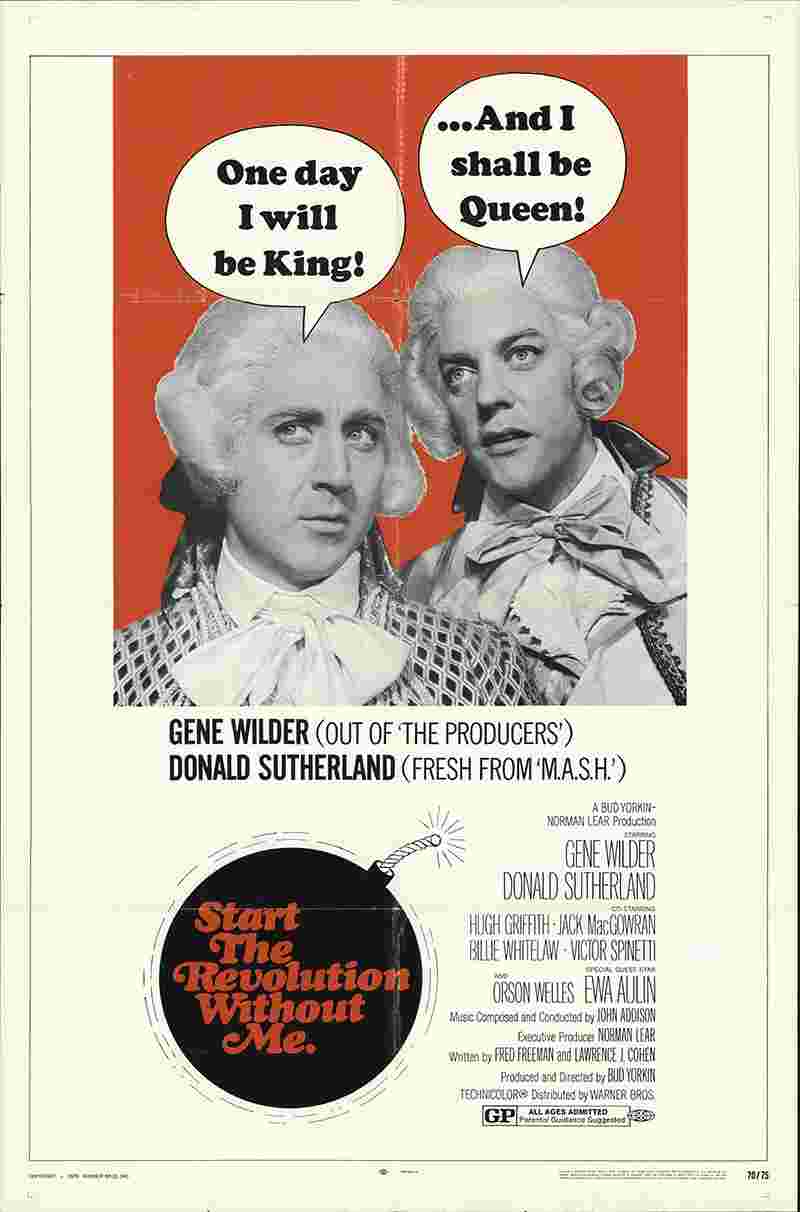 One day
I will
be King!
...And I
shall be
Queen!
GENE WILDER (OUT OF 'THE PRODUCERS')
DONALD SUTHERLAND (FRESH FROM 'M.A.S.H.')
Start
The
Revolution
Without
Me.
A BUD YORKIN-
NORMAN LEAR Production
STARRING
GENE WILDER
DONALD SUTHERLAND
CO-STARRING
HUGH GRIFFITH · JACK MacGOWRAN
BILLIE WHITELAW · VICTOR SPINETTI
AND
SPECIAL GUEST STAR
ORSON WELLES EWA AULIN
Music Composed and Conducted by JOHN ADDISON
Executive Producer NORMAN LEAR
Written by FRED FREEMAN and LAWRENCE J. COHEN
Produced and Directed by BUD YORKIN
TECHNICOLOR® Distributed by WARNER BROS.
GP ALL AGES ADMITTED
Parental Guidance Suggested
70/75